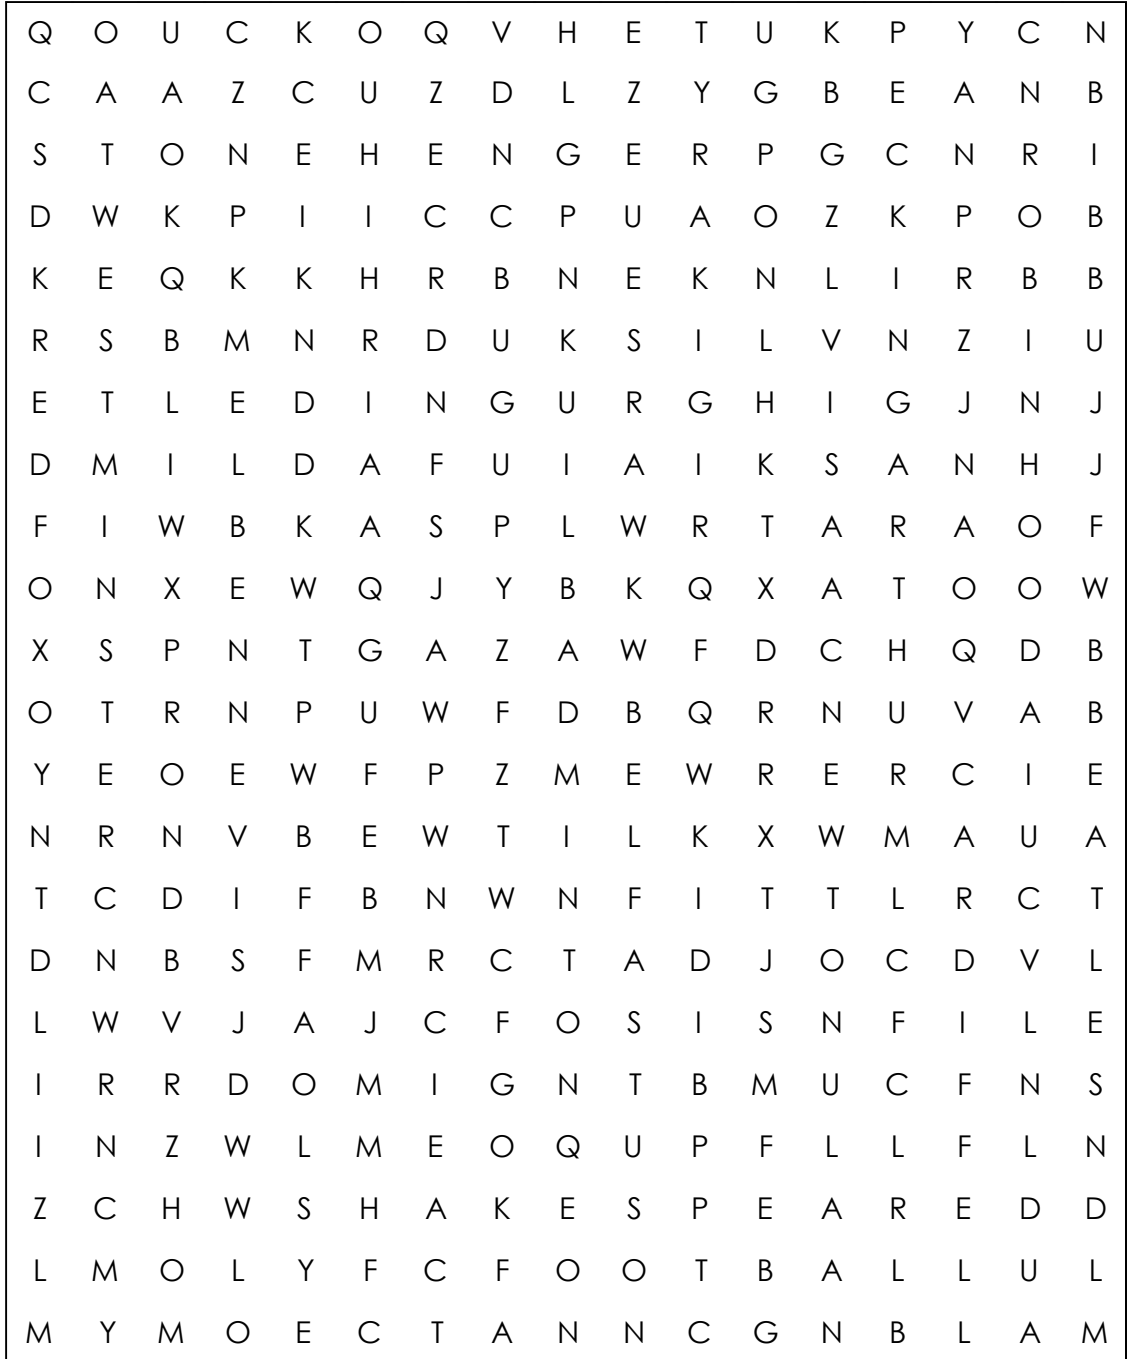 Q O U C K O Q V H E T U K P Y C N
C A A Z C U Z D L Z Y G B E A N B
S T O N E H E N G E R P G C N R I
D W K P I I C C P U A O Z K P O B
K E Q K K H R B N E K N L I R B B
R S B M N R D U K S I L V N Z I U
E T L E D I N G U R G H I G J N J
D M I L D A F U I A I K S A N H J
F I W B K A S P L W R T A R A O F
O N X E W Q J Y B K Q X A T O O W
X S P N T G A Z A W F D C H Q D B
O T R N P U W F D B Q R N U V A B
Y E O E W F P Z M E W R E R C I E
N R N V B E W T I L K X W M A U A
T C D I F B N W N F I T T L R C T
D N B S F M R C T A D J O C D V L
L W V J A J C F O S I S N F I L E
I R R D O M I G N T B M U C F N S
I N Z W L M E O Q U P F L L F L N
Z C H W S H A K E S P E A R E D D
L M O L Y F C F O O T B A L L U L
M Y M O E C T A N N C G N B L A M